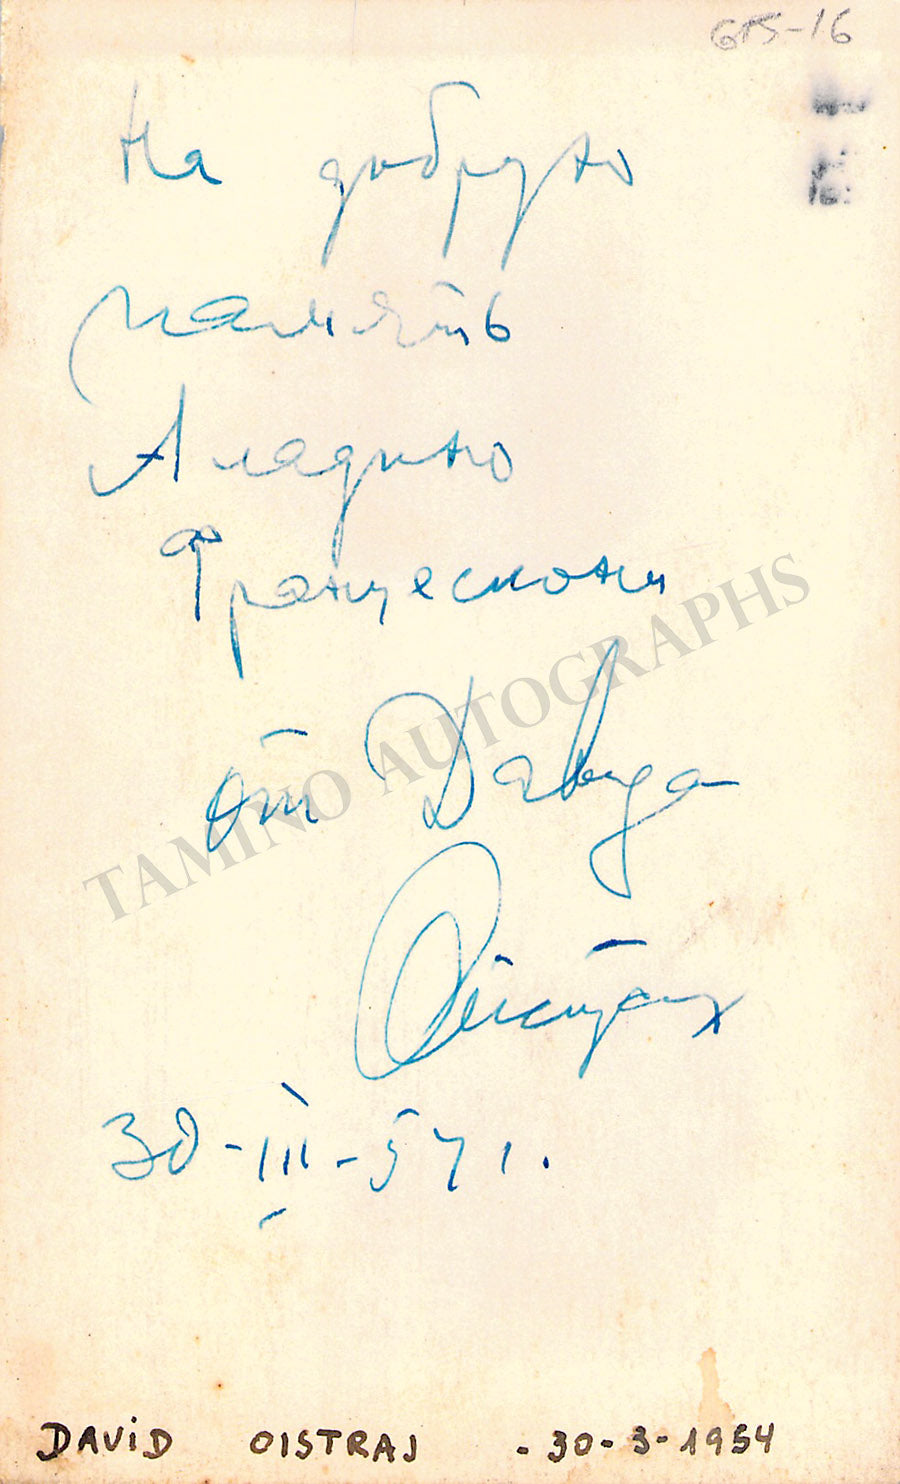 615-16
На добрую
память
Аладино
Франческони
от Давида
Ойстрах
30-III-54 г.
TAMINO AUTOGRAPHS
DAViD OISTRAJ - 30-3-1954